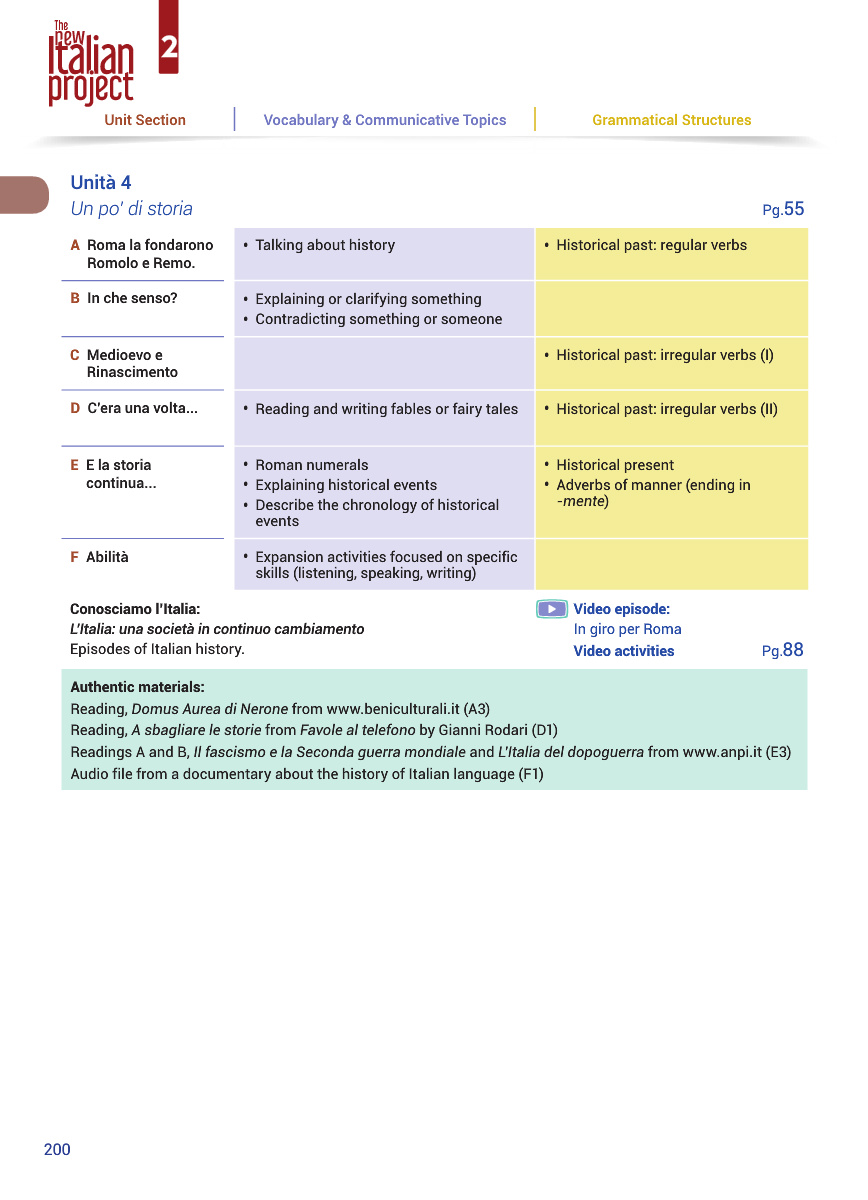 The
new
Italian
project
2
Unit Section
Vocabulary & Communicative Topics
Grammatical Structures
Unità 4
Un po' di storia
Pg.55
A Roma la fondarono
Romolo e Remo.
• Talking about history
• Historical past: regular verbs
B In che senso?
• Explaining or clarifying something
• Contradicting something or someone
C Medioevo e
Rinascimento
• Historical past: irregular verbs (I)
D C'era una volta...
• Reading and writing fables or fairy tales
• Historical past: irregular verbs (II)
E E la storia
continua...
• Roman numerals
• Explaining historical events
• Describe the chronology of historical
events
• Historical present
• Adverbs of manner (ending in
-mente)
F Abilità
• Expansion activities focused on specific
skills (listening, speaking, writing)
Conosciamo l'Italia:
L'Italia: una società in continuo cambiamento
Episodes of Italian history.
Video episode:
In giro per Roma
Video activities
Pg.88
Authentic materials:
Reading, Domus Aurea di Nerone from www.beniculturali.it (A3)
Reading, A sbagliare le storie from Favole al telefono by Gianni Rodari (D1)
Readings A and B, Il fascismo e la Seconda guerra mondiale and L'Italia del dopoguerra from www.anpi.it (E3)
Audio file from a documentary about the history of Italian language (F1)
200